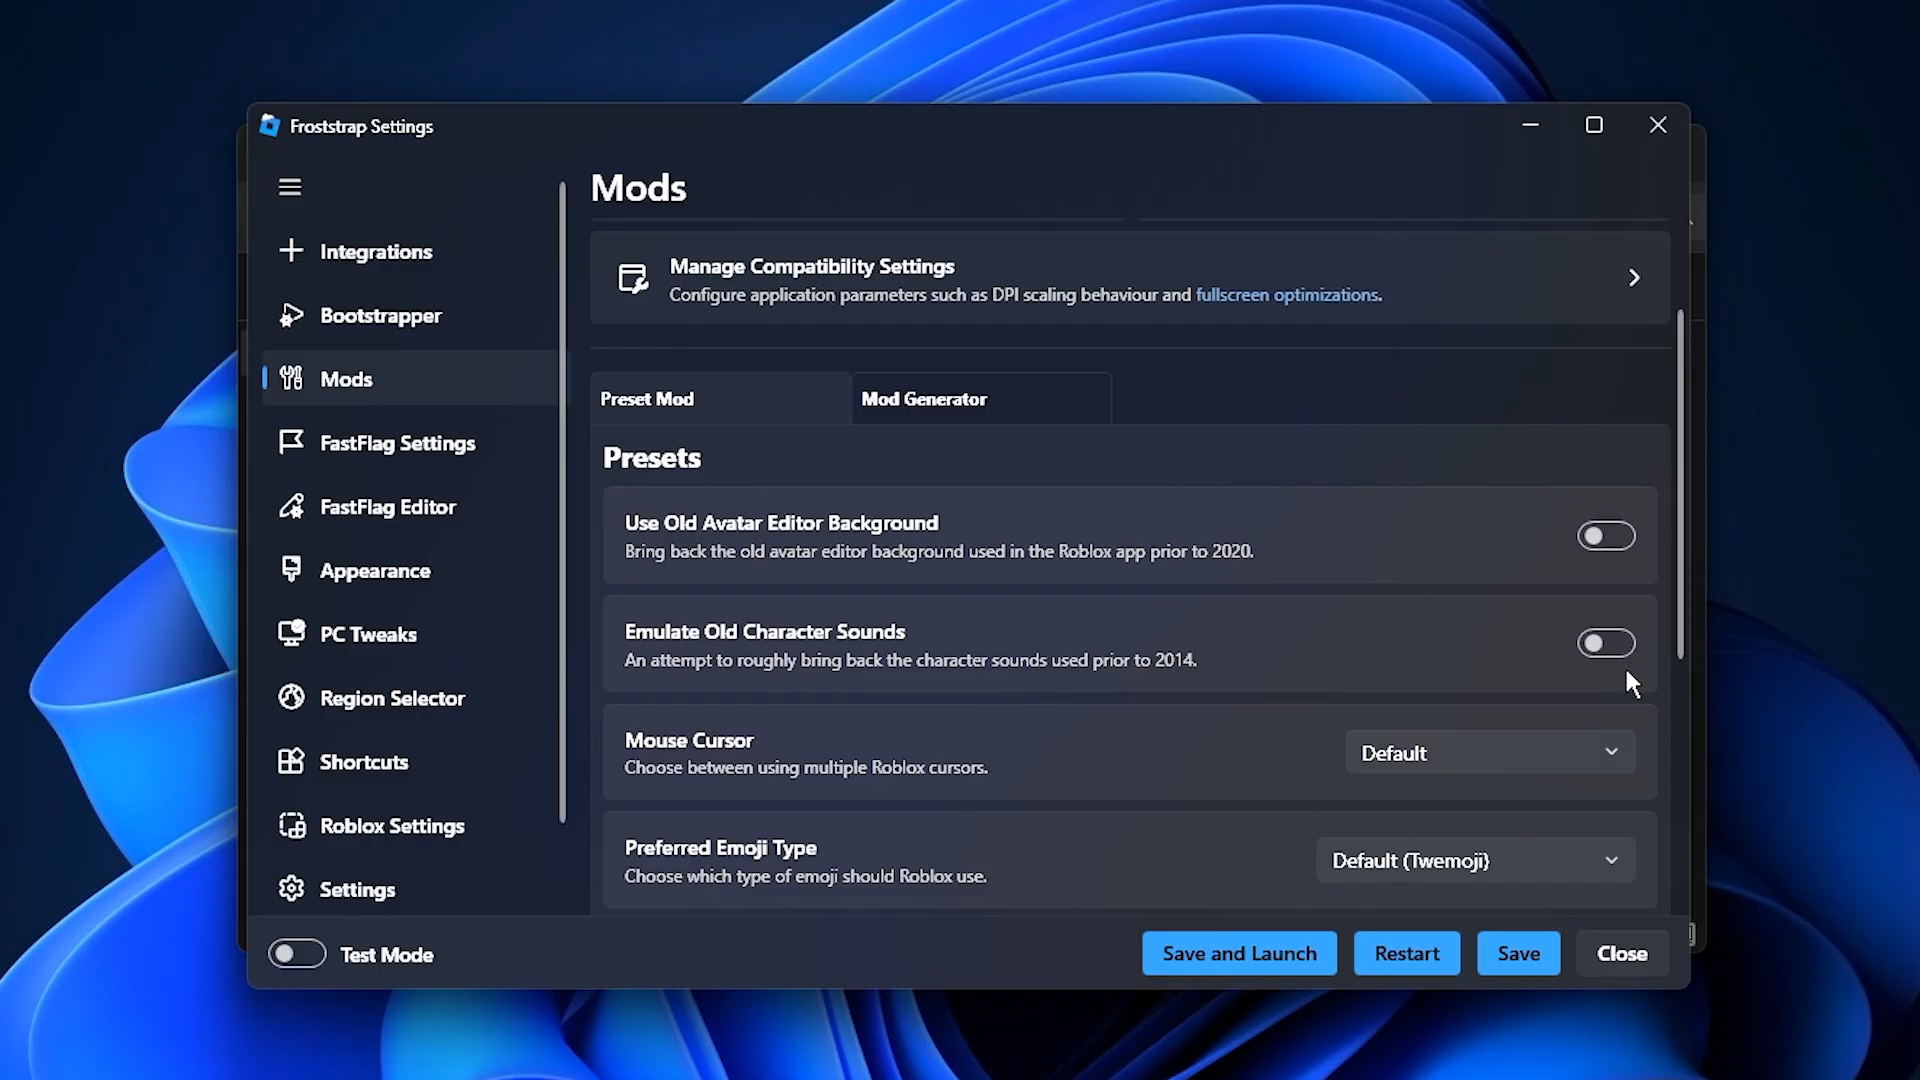 Froststrap Settings
Mods
Integrations
Bootstrapper
Mods
FastFlag Settings
FastFlag Editor
Appearance
PC Tweaks
Region Selector
Shortcuts
Roblox Settings
Settings
Manage Compatibility Settings
Configure application parameters such as DPI scaling behaviour and fullscreen optimizations.
Preset Mod
Mod Generator
Presets
Use Old Avatar Editor Background
Bring back the old avatar editor background used in the Roblox app prior to 2020.
Emulate Old Character Sounds
An attempt to roughly bring back the character sounds used prior to 2014.
Mouse Cursor
Choose between using multiple Roblox cursors.
Default
Preferred Emoji Type
Choose which type of emoji should Roblox use.
Default (Twemoji)
Test Mode
Save and Launch
Restart
Save
Close